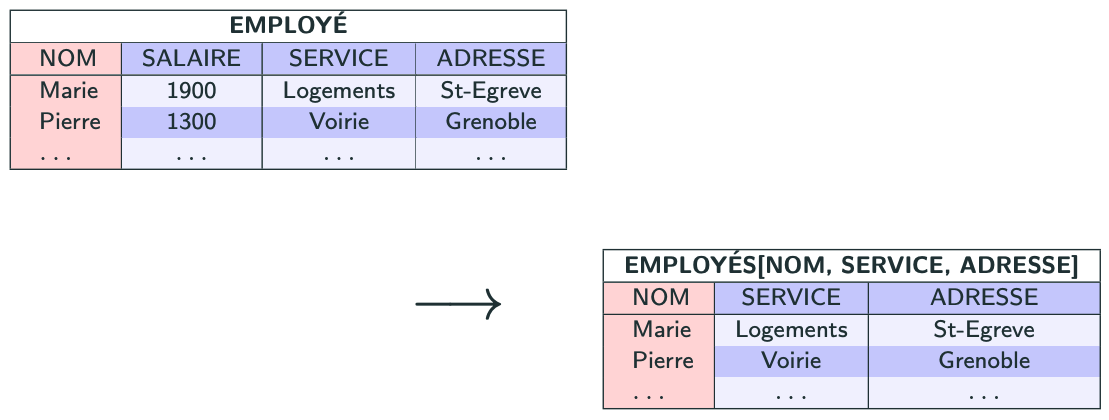 EMPLOYÉ
NOM SALAIRE SERVICE ADRESSE
Marie 1900 Logements St-Egreve
Pierre 1300 Voirie Grenoble
... ... ... ...
EMPLOYÉS[NOM, SERVICE, ADRESSE]
NOM SERVICE ADRESSE
Marie Logements St-Egreve
Pierre Voirie Grenoble
... ... ...